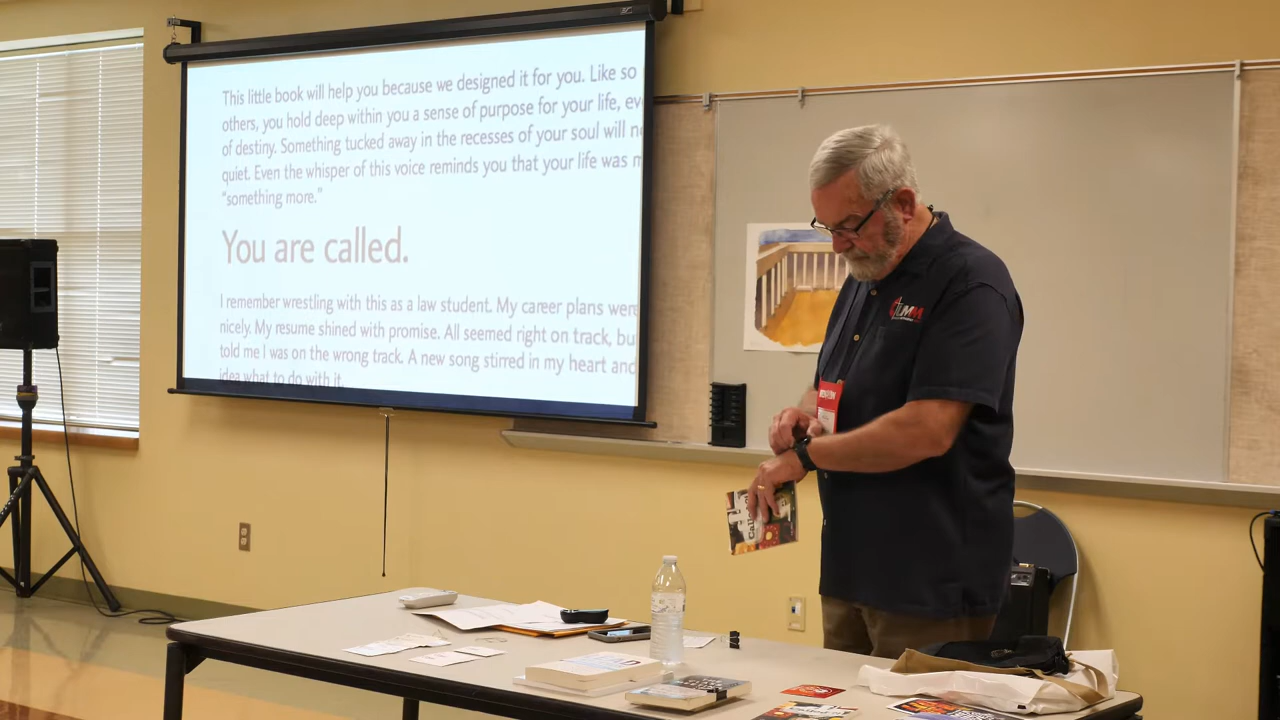 This little book will help you because we designed it for you. Like so
others, you hold deep within you a sense of purpose for your life, ev
of destiny. Something tucked away in the recesses of your soul will n
quiet. Even the whisper of this voice reminds you that your life was m
“something more.”
You are called.
I remember wrestling with this as a law student. My career plans were
nicely. My resume shined with promise. All seemed right on track, bu
told me I was on the wrong track. A new song stirred in my heart and
idea what to do with it.
UMM